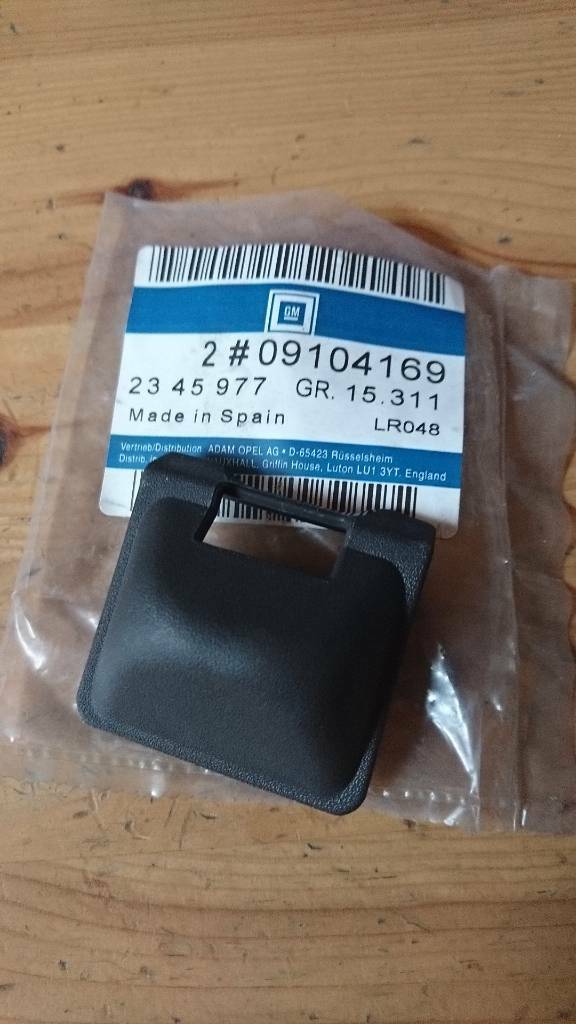 GM
2 # 09104169
23 45 977 GR. 15.311
Made in Spain LR048
Vertrieb/Distribution ADAM OPEL AG • D-65423 Rüsselsheim
Distrib. VAUXHALL, Griffin House, Luton LU1 3YT. England